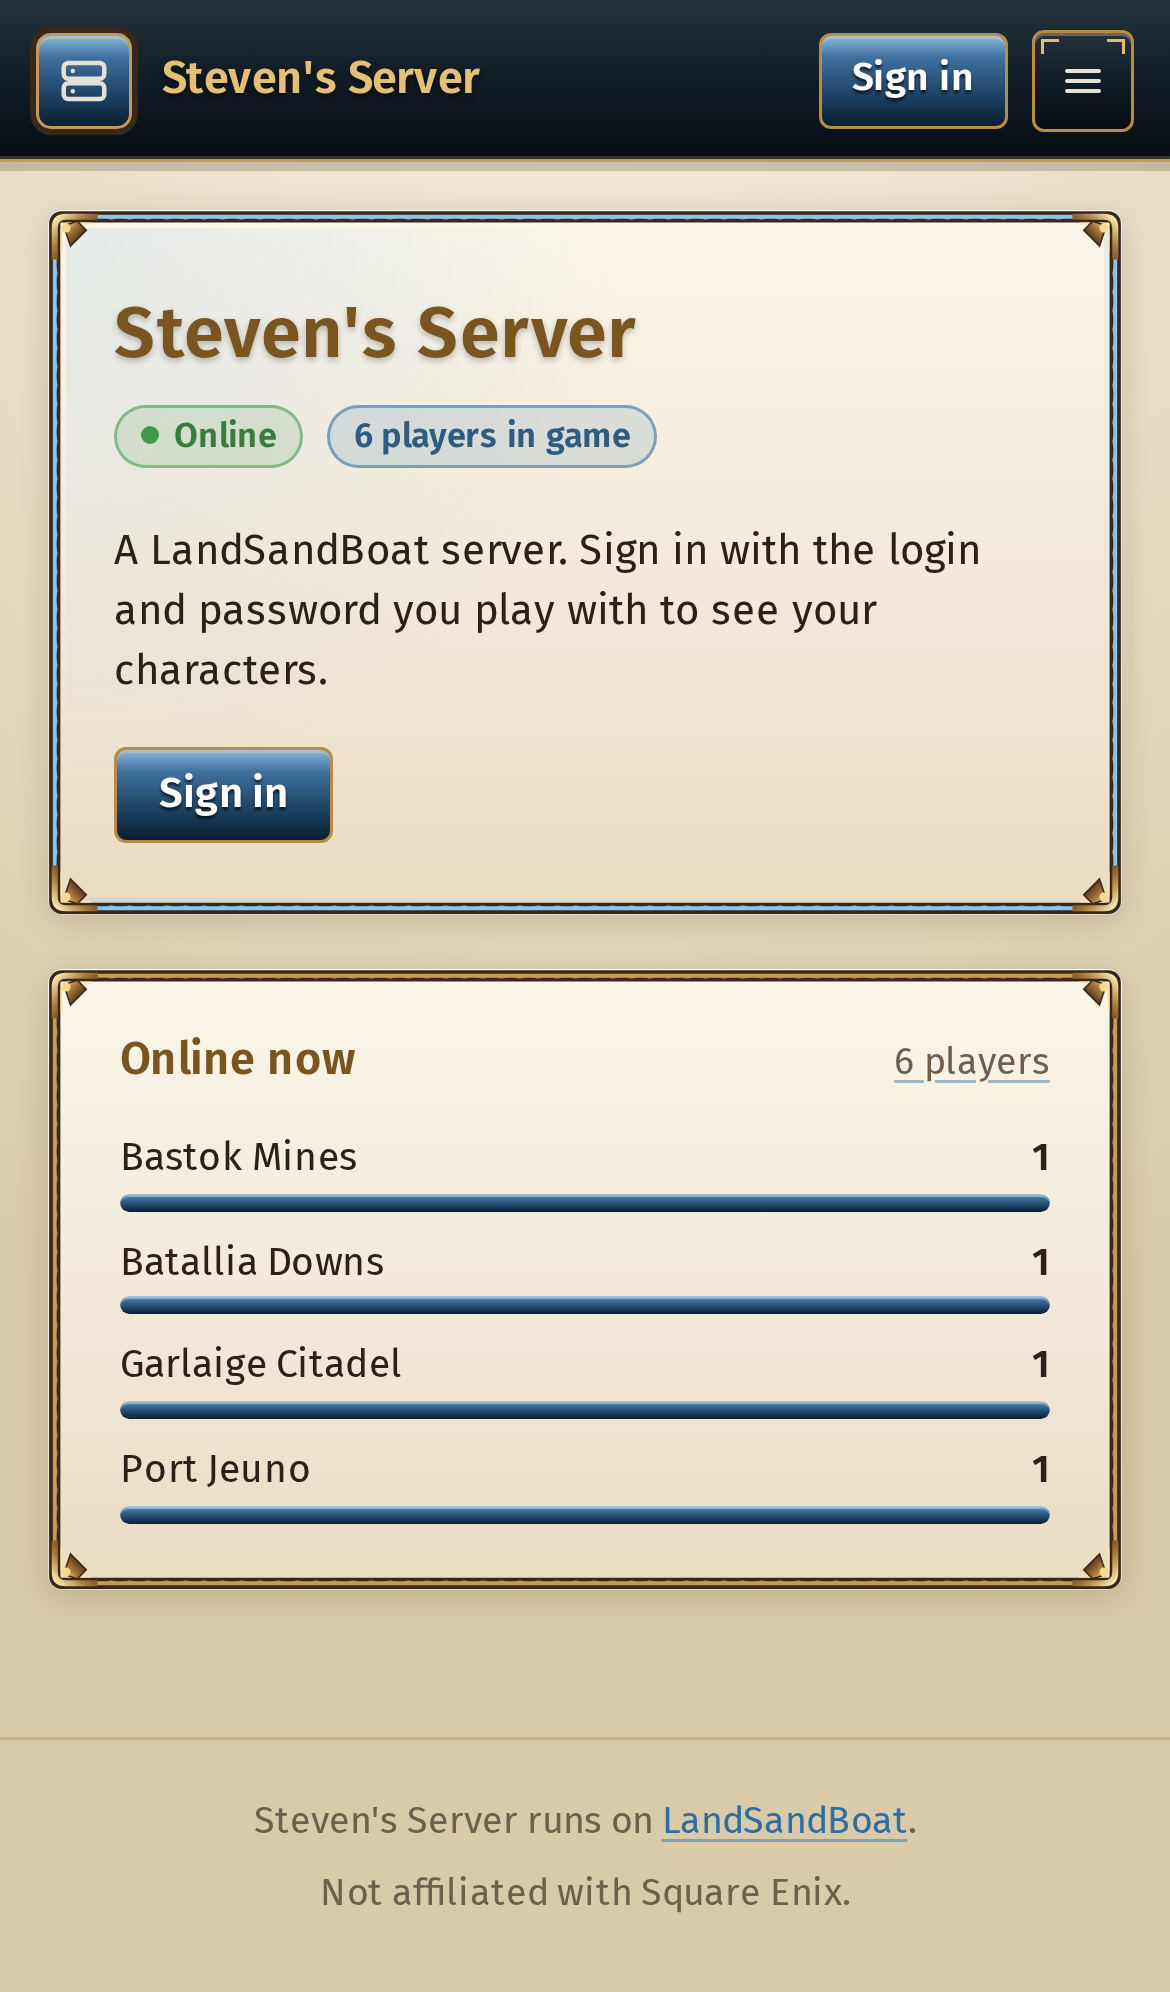 Steven's Server
Sign in
Steven's Server
Online
6 players in game
A LandSandBoat server. Sign in with the login
and password you play with to see your
characters.
Sign in
Online now
6 players
Bastok Mines 1
Batallia Downs 1
Garlaige Citadel 1
Port Jeuno 1
Steven's Server runs on LandSandBoat.
Not affiliated with Square Enix.